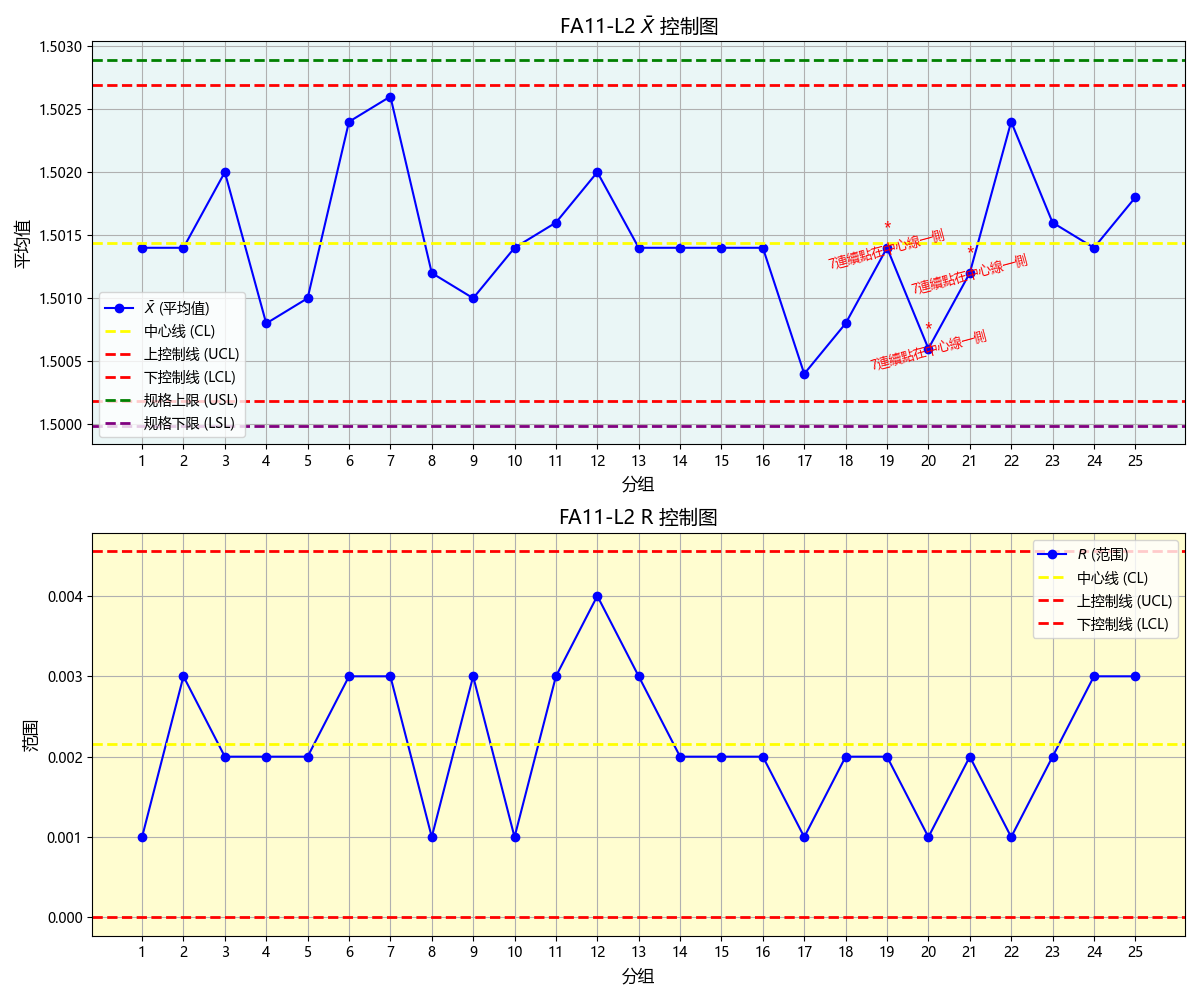 FA11-L2 X̄ 控制图
平均值
1.5030
1.5025
1.5020
1.5015
1.5010
1.5005
1.5000
*
7連續點在中心線一側
*
7連續點在中心線一側
*
7連續點在中心線一側
X̄ (平均值)
中心线 (CL)
上控制线 (UCL)
下控制线 (LCL)
规格上限 (USL)
规格下限 (LSL)
1 2 3 4 5 6 7 8 9 10 11 12 13 14 15 16 17 18 19 20 21 22 23 24 25
分组
FA11-L2 R 控制图
范围
0.004
0.003
0.002
0.001
0.000
R (范围)
中心线 (CL)
上控制线 (UCL)
下控制线 (LCL)
1 2 3 4 5 6 7 8 9 10 11 12 13 14 15 16 17 18 19 20 21 22 23 24 25
分组